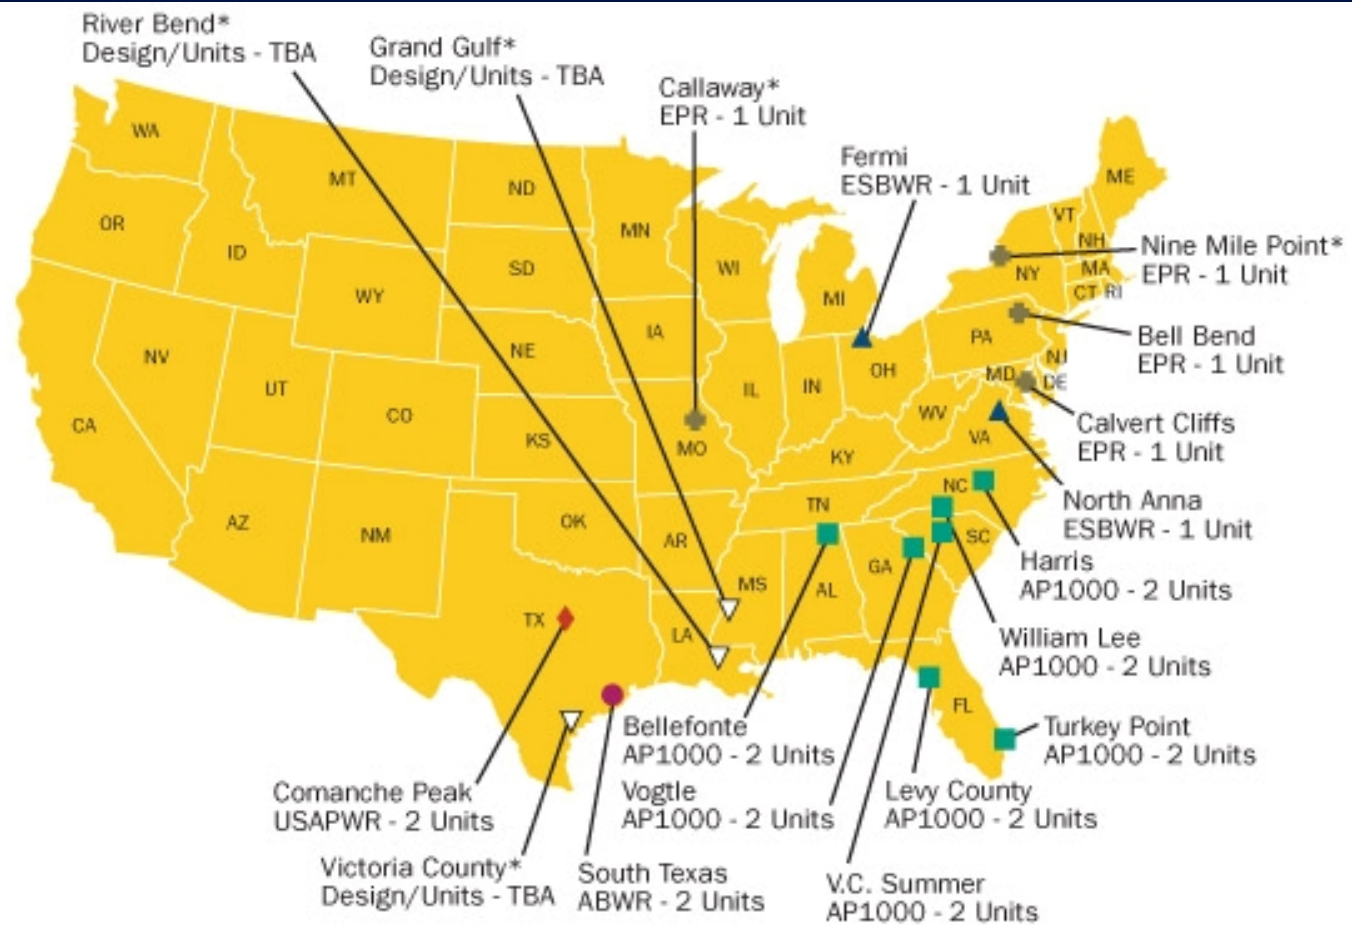 River Bend*
Design/Units - TBA
Grand Gulf*
Design/Units - TBA
Callaway*
EPR - 1 Unit
Fermi
ESBWR - 1 Unit
Nine Mile Point*
EPR - 1 Unit
Bell Bend
EPR - 1 Unit
Calvert Cliffs
EPR - 1 Unit
North Anna
ESBWR - 1 Unit
Harris
AP1000 - 2 Units
William Lee
AP1000 - 2 Units
Turkey Point
AP1000 - 2 Units
Levy County
AP1000 - 2 Units
V.C. Summer
AP1000 - 2 Units
Bellefonte
AP1000 - 2 Units
Vogtle
AP1000 - 2 Units
South Texas
ABWR - 2 Units
Comanche Peak
USAPWR - 2 Units
Victoria County*
Design/Units - TBA
WA
MT
ND
MN
ME
VT
NH
OR
ID
SD
WI
MI
NY
MA
CT RI
WY
IA
PA
NJ
NV
UT
NE
IL
IN
OH
MD
DE
CA
CO
KS
MO
KY
WV
VA
AZ
NM
OK
AR
TN
NC
SC
TX
LA
MS
AL
GA
FL